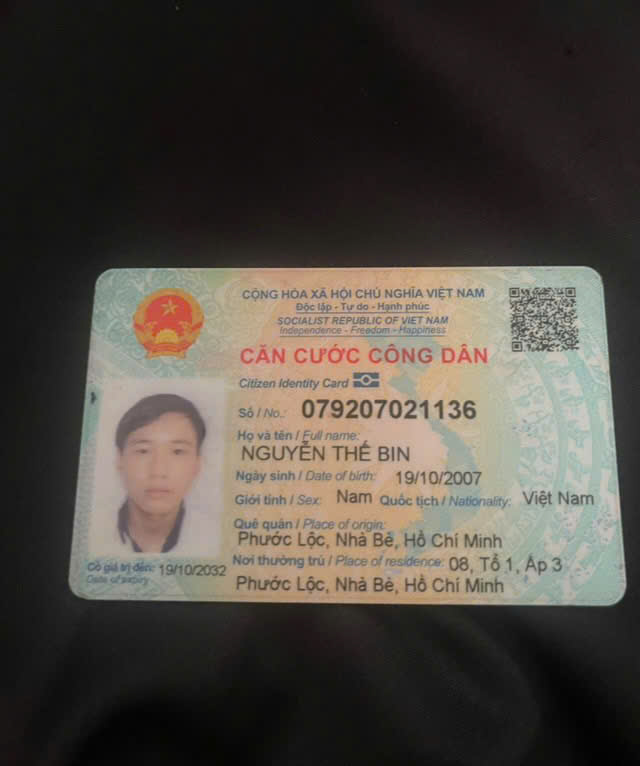 CỘNG HÒA XÃ HỘI CHỦ NGHĨA VIỆT NAM
Độc lập - Tự do - Hạnh phúc
SOCIALIST REPUBLIC OF VIET NAM
Independence - Freedom - Happiness
CĂN CƯỚC CÔNG DÂN
Citizen Identity Card
Số / No.: 079207021136
Họ và tên / Full name:
NGUYỄN THẾ BIN
Ngày sinh / Date of birth: 19/10/2007
Giới tính / Sex: Nam Quốc tịch / Nationality: Việt Nam
Quê quán / Place of origin:
Phước Lộc, Nhà Bè, Hồ Chí Minh
Nơi thường trú / Place of residence: 08, Tổ 1, Ấp 3
Phước Lộc, Nhà Bè, Hồ Chí Minh
Có giá trị đến: 19/10/2032
Date of expiry